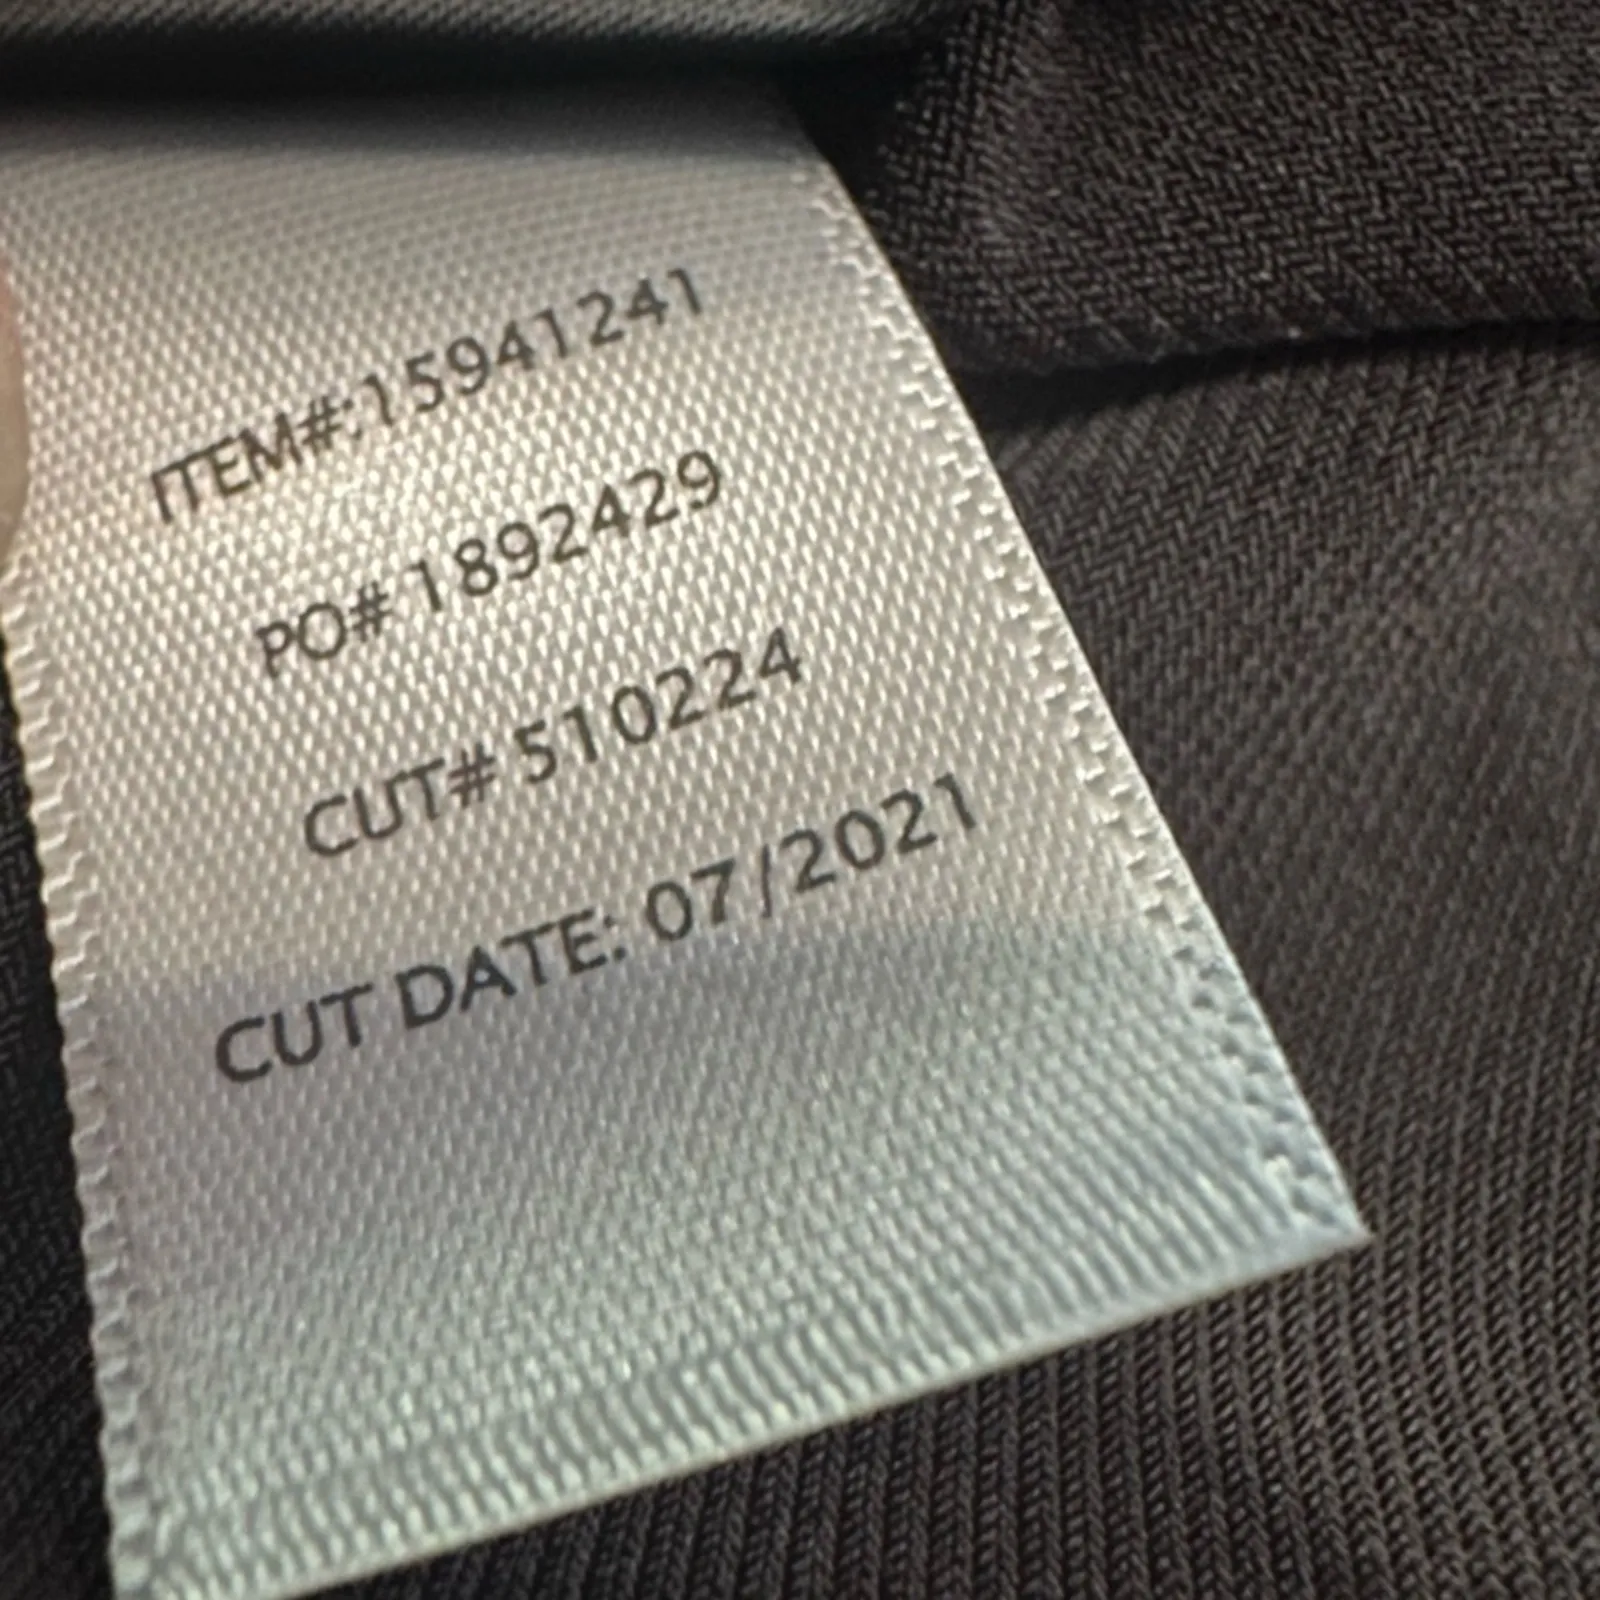 ITEM#:15941241
PO# 1892429
CUT# 510224
CUT DATE: 07/2021